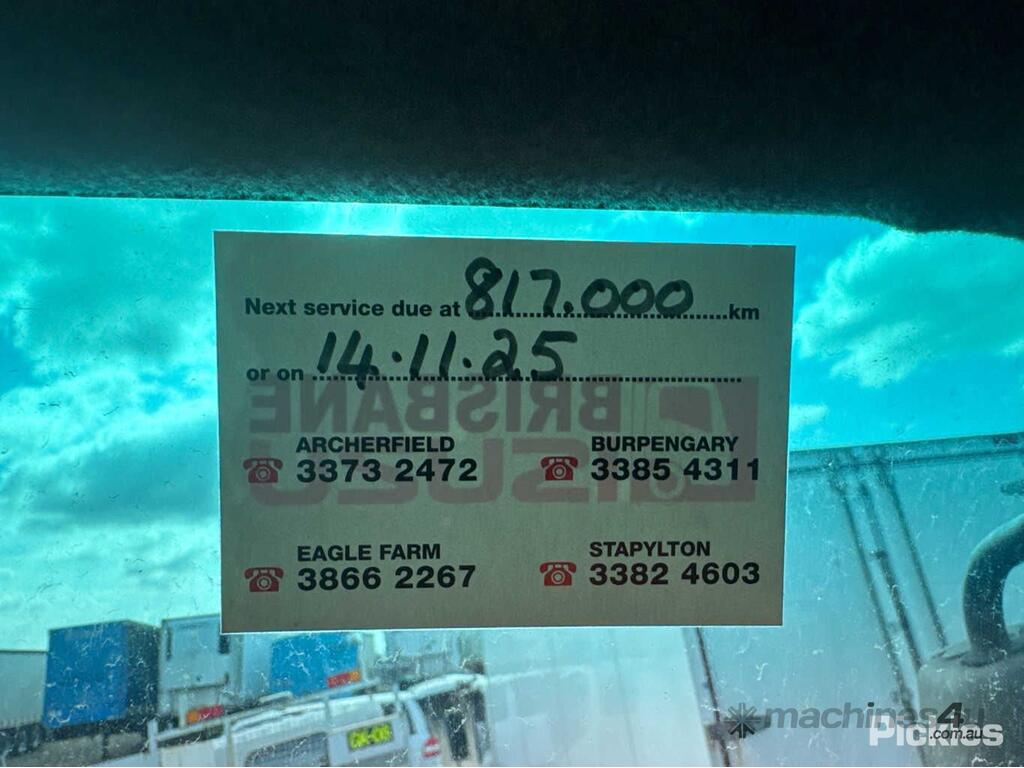 Next service due at 817.000 km
or on 14.11.25
BRISBANE
ISUZU
ARCHERFIELD
3373 2472
BURPENGARY
3385 4311
EAGLE FARM
3866 2267
STAPYLTON
3382 4603
machines4u
.com.au
Pickles